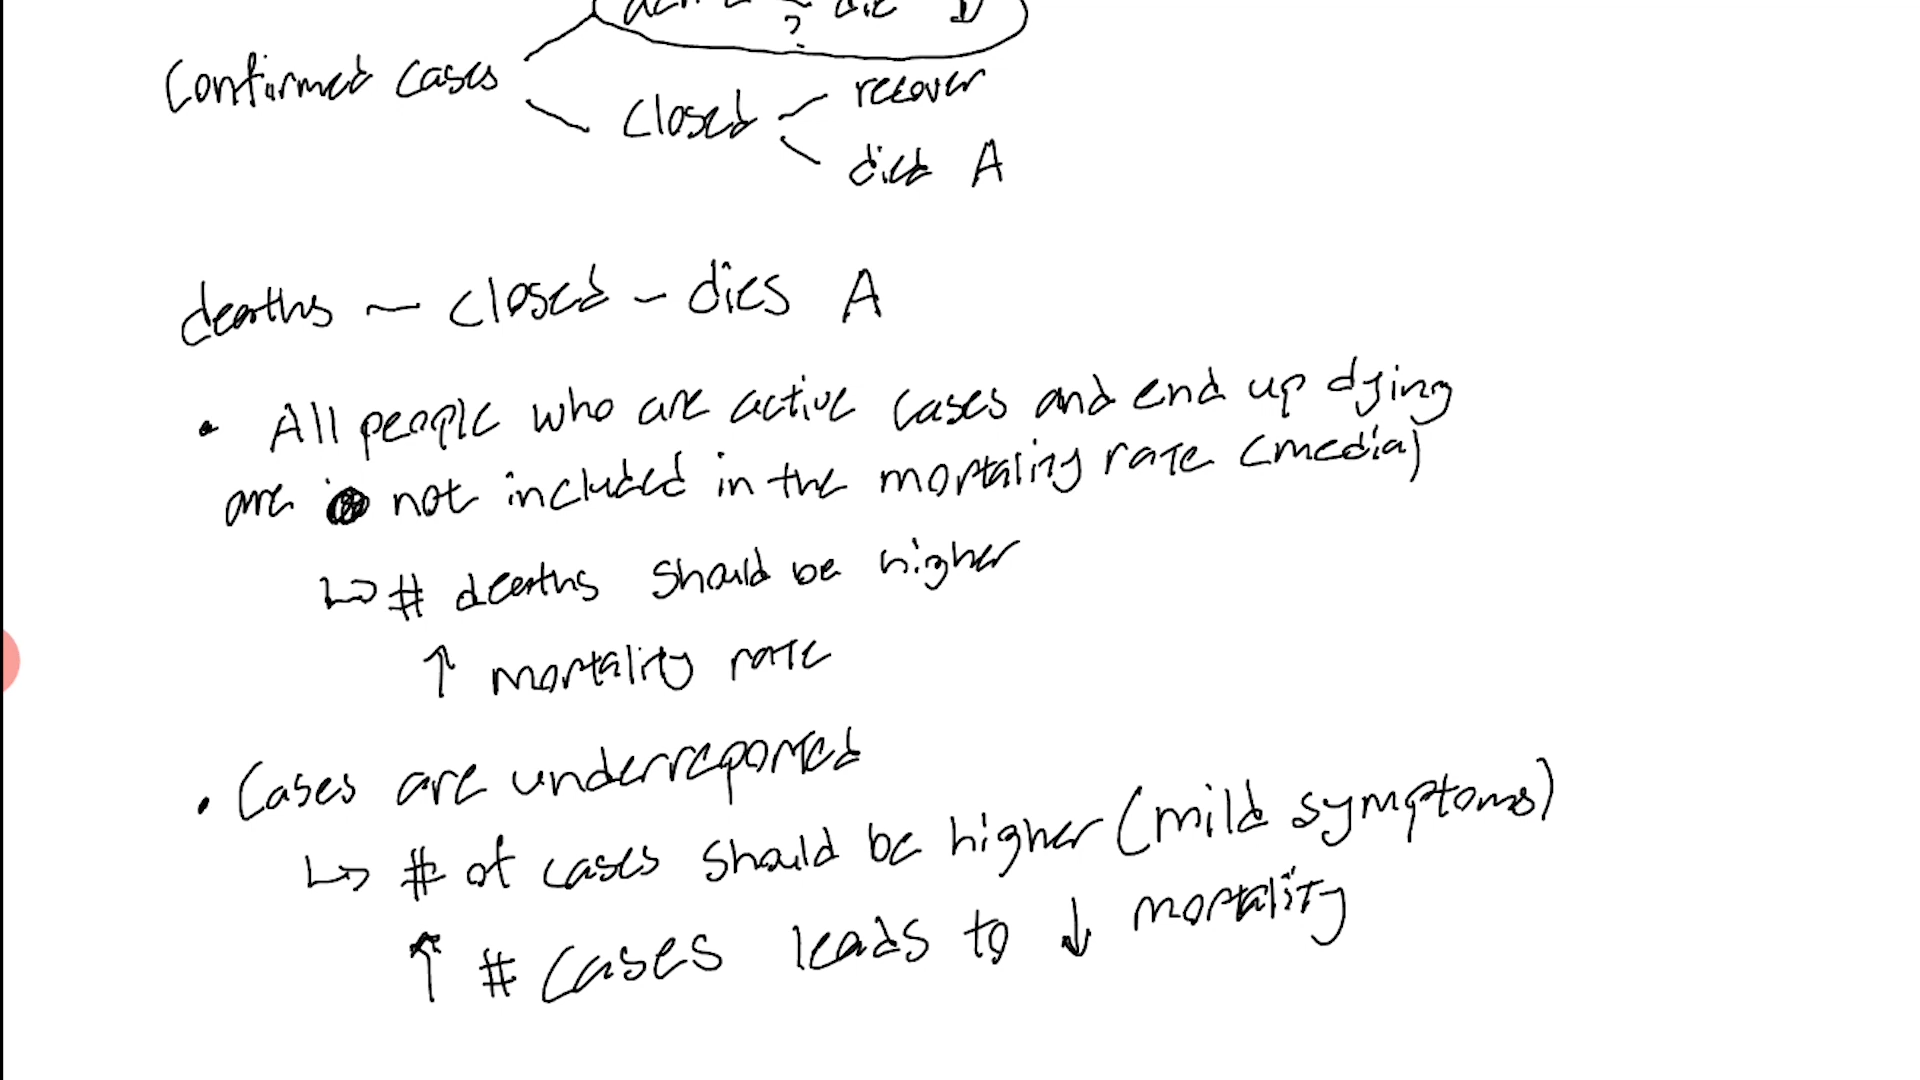 ? die
Confirmed cases
closed
recover
died A
deaths – closed – dies A
• All people who are active cases and end up dying
are not included in the mortality rate (media)
↳ # deaths should be higher
↑ mortality rate
• Cases are underreported
↳ # of cases should be higher (mild symptoms)
↑ # cases leads to ↓ mortality